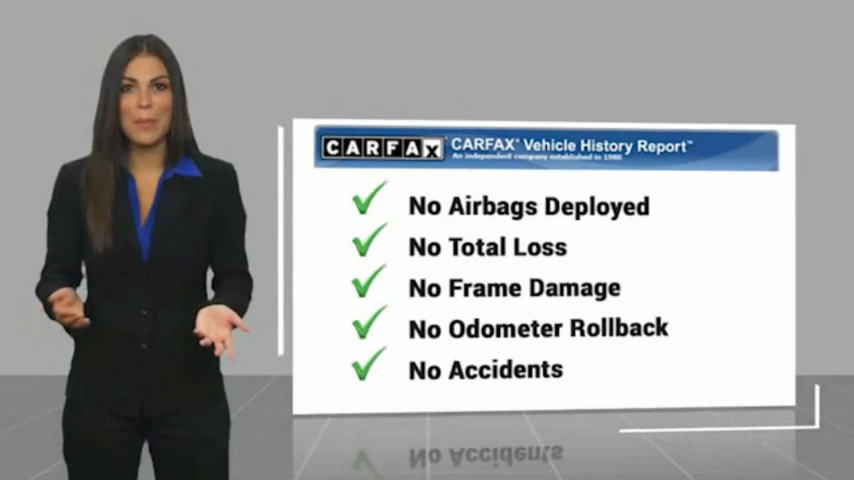 CARFAX CARFAX® Vehicle History Report™
An independent company established in 1986
No Airbags Deployed
No Total Loss
No Frame Damage
No Odometer Rollback
No Accidents
No Accidents